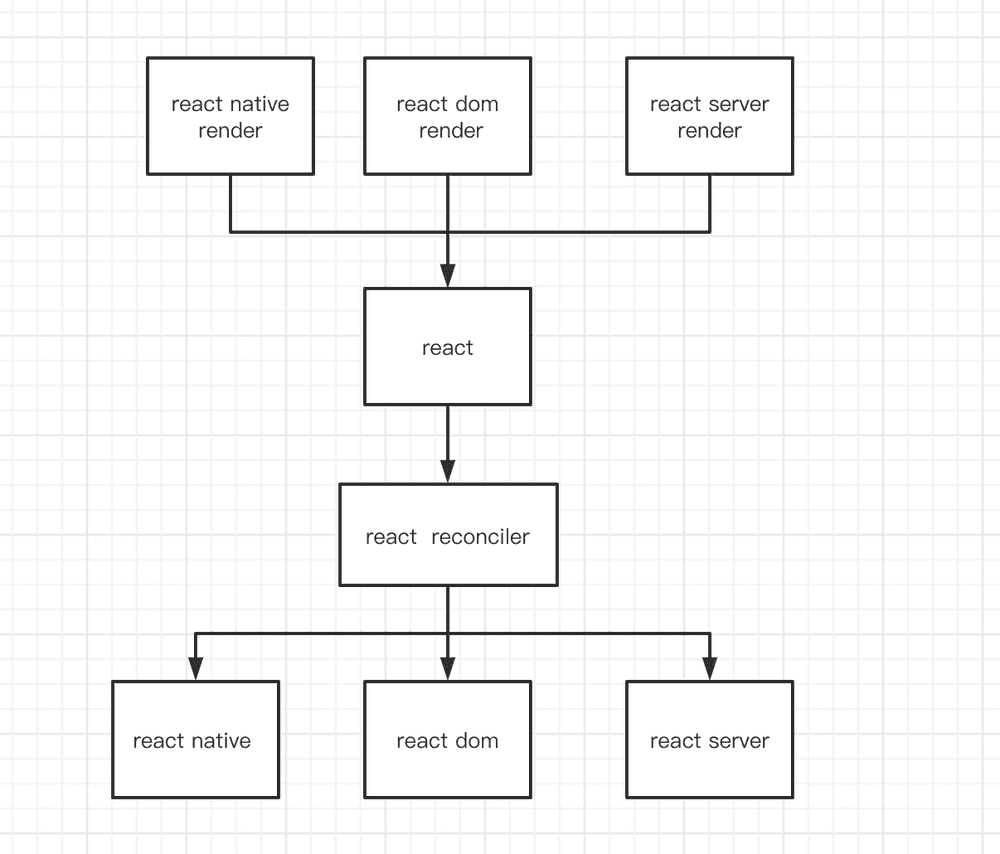 react native
render
react dom
render
react server
render
react
react reconciler
react native
react dom
react server